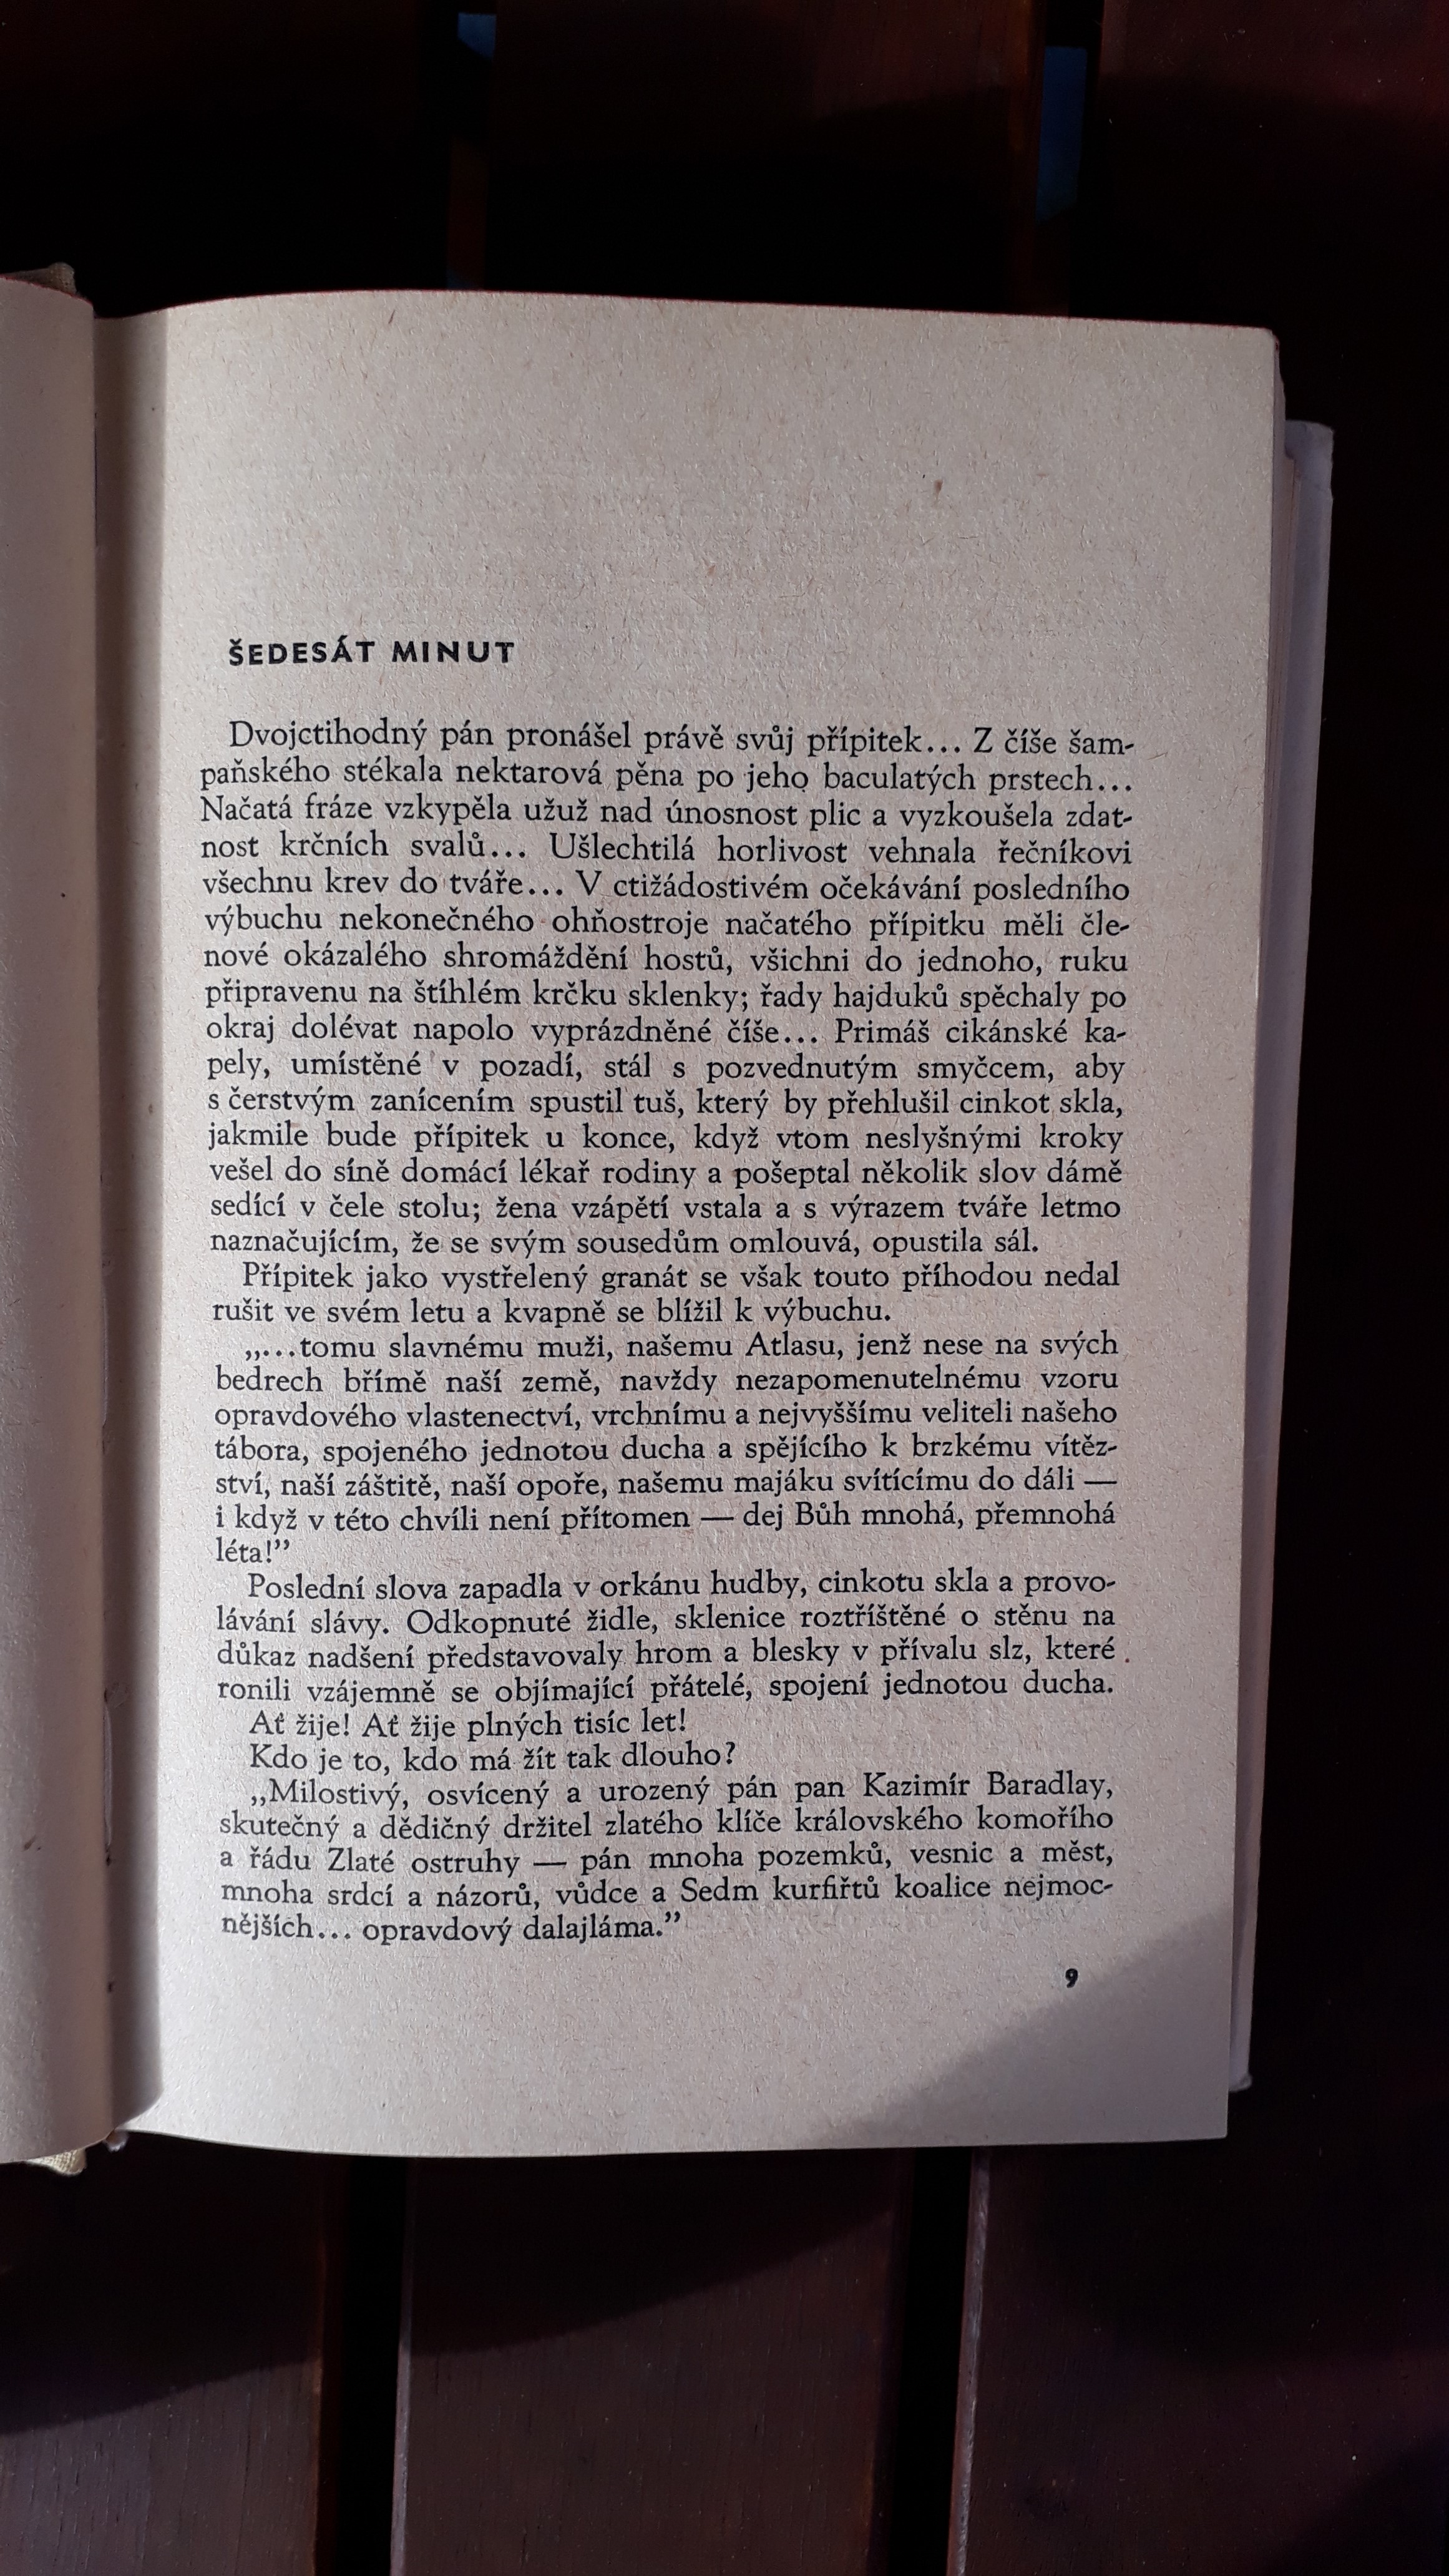 ŠEDESÁT MINUT
Dvojctihodný pán pronášel právě svůj přípitek... Z číše šam-
paňského stékala nektarová pěna po jeho baculatých prstech...
Načatá fráze vzkypěla užuž nad únosnost plic a vyzkoušela zdat-
nost krčních svalů... Ušlechtilá horlivost vehnala řečníkovi
všechnu krev do tváře... V ctižádostivém očekávání posledního
výbuchu nekonečného ohňostroje načatého přípitku měli čle-
nové okázalého shromáždění hostů, všichni do jednoho, ruku
připravenu na štíhlém krčku sklenky; řady hajduků spěchaly po
okraj dolévat napolo vyprázdněné číše... Primáš cikánské ka-
pely, umístěné v pozadí, stál s pozvednutým smyčcem, aby
s čerstvým zanícením spustil tuš, který by přehlušil cinkot skla,
jakmile bude přípitek u konce, když vtom neslyšnými kroky
vešel do síně domácí lékař rodiny a pošeptal několik slov dámě
sedící v čele stolu; žena vzápětí vstala a s výrazem tváře letmo
naznačujícím, že se svým sousedům omlouvá, opustila sál.
Přípitek jako vystřelený granát se však touto příhodou nedal
rušit ve svém letu a kvapně se blížil k výbuchu.
„...tomu slavnému muži, našemu Atlasu, jenž nese na svých
bedrech břímě naší země, navždy nezapomenutelnému vzoru
opravdového vlastenectví, vrchnímu a nejvyššímu veliteli našeho
tábora, spojeného jednotou ducha a spějícího k brzkému vítěz-
ství, naší záštitě, naší opoře, našemu majáku svítícímu do dáli —
i když v této chvíli není přítomen — dej Bůh mnohá, přemnohá
léta!”
Poslední slova zapadla v orkánu hudby, cinkotu skla a provo-
lávání slávy. Odkopnuté židle, sklenice roztříštěné o stěnu na
důkaz nadšení představovaly hrom a blesky v přívalu slz, které
ronili vzájemně se objímající přátelé, spojení jednotou ducha.
Ať žije! Ať žije plných tisíc let!
Kdo je to, kdo má žít tak dlouho?
„Milostivý, osvícený a urozený pán pan Kazimír Baradlay,
skutečný a dědičný držitel zlatého klíče královského komořího
a řádu Zlaté ostruhy — pán mnoha pozemků, vesnic a měst,
mnoha srdcí a názorů, vůdce a Sedm kurfiřtů koalice nejmoc-
nějších... opravdový dalajláma.”
9